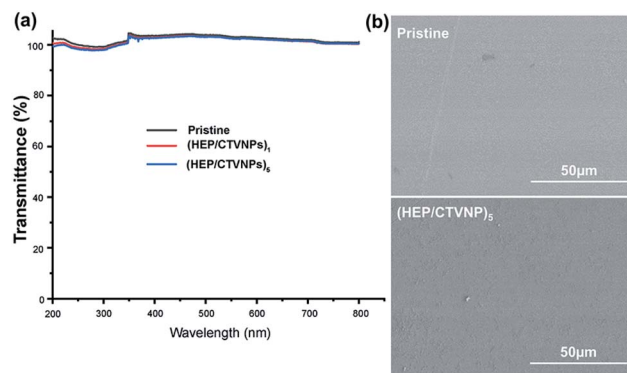 (a)
Transmittance (%)
100
80
60
40
20
0
Pristine
(HEP/CTVNPs)₁
(HEP/CTVNPs)₅
200 300 400 500 600 700 800
Wavelength (nm)
(b)
Pristine
50μm
(HEP/CTVNP)₅
50μm